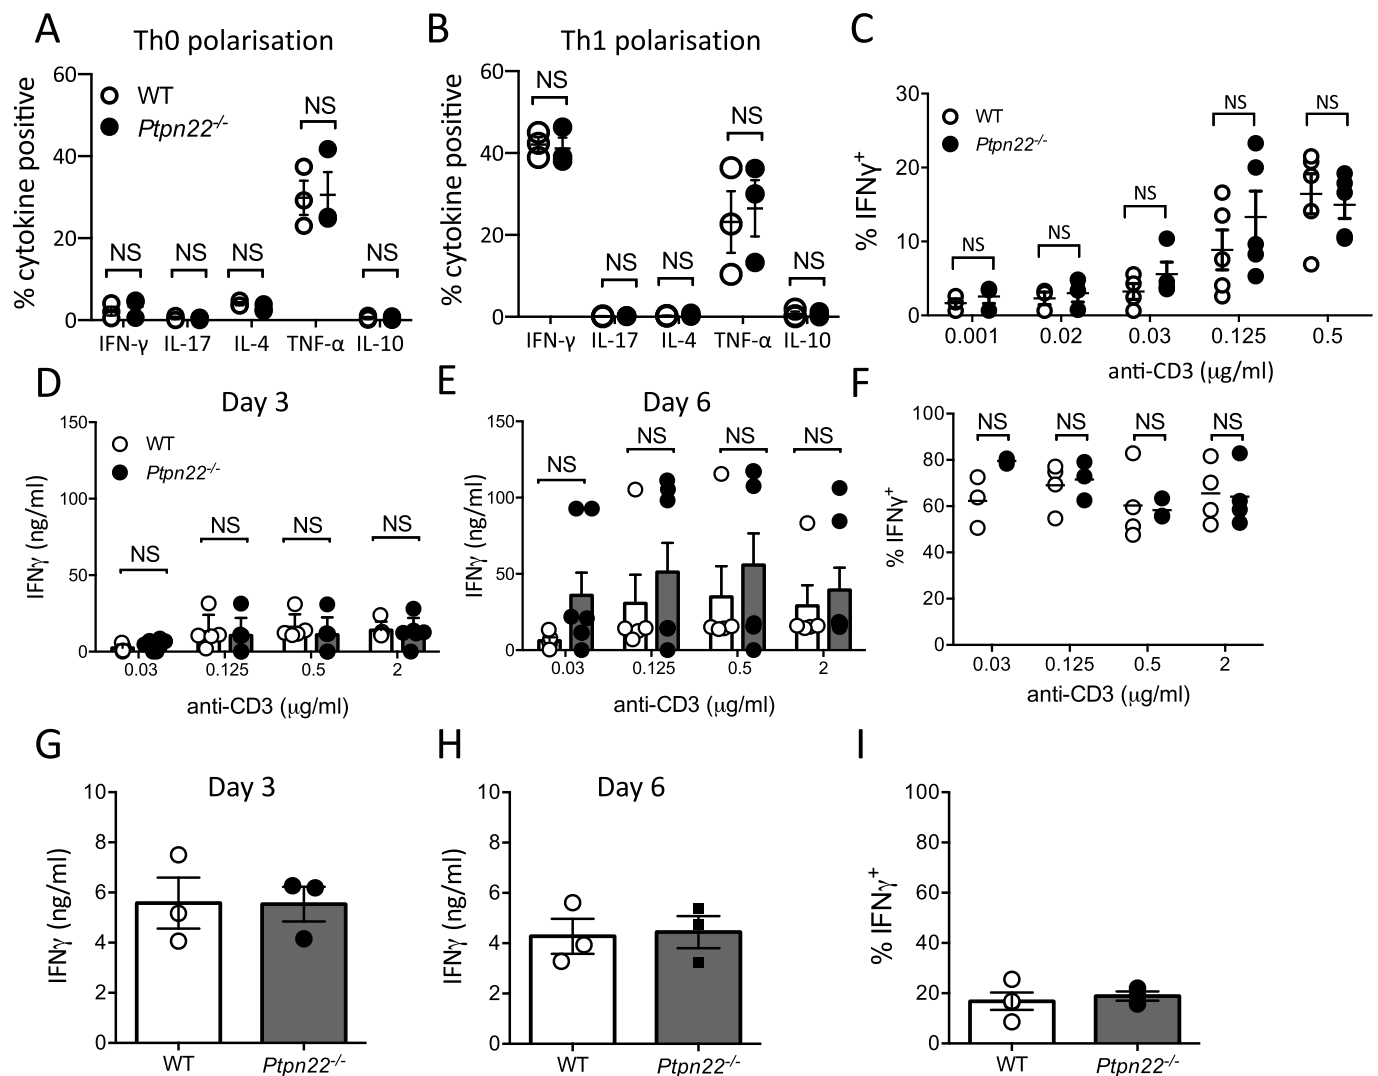 A
Th0 polarisation
% cytokine positive
60
40
20
0
WT
Ptpn22-/-
NS
NS
NS
NS
NS
IFN-γ
IL-17
IL-4
TNF-α
IL-10
B
Th1 polarisation
% cytokine positive
60
40
20
0
NS
NS
NS
NS
NS
IFN-γ
IL-17
IL-4
TNF-α
IL-10
C
% IFNγ+
30
20
10
0
WT
Ptpn22-/-
NS
NS
NS
NS
NS
0.001
0.02
0.03
0.125
0.5
anti-CD3 (μg/ml)
D
Day 3
IFNγ (ng/ml)
150
100
50
0
WT
Ptpn22-/-
NS
NS
NS
NS
0.03
0.125
0.5
2
anti-CD3 (μg/ml)
E
Day 6
IFNγ (ng/ml)
150
100
50
0
NS
NS
NS
NS
0.03
0.125
0.5
2
anti-CD3 (μg/ml)
F
% IFNγ+
100
80
60
40
20
0
NS
NS
NS
NS
0.03
0.125
0.5
2
anti-CD3 (μg/ml)
G
Day 3
IFNγ (ng/ml)
10
8
6
4
2
0
WT
Ptpn22-/-
H
Day 6
IFNγ (ng/ml)
10
8
6
4
2
0
WT
Ptpn22-/-
I
% IFNγ+
100
80
60
40
20
0
WT
Ptpn22-/-